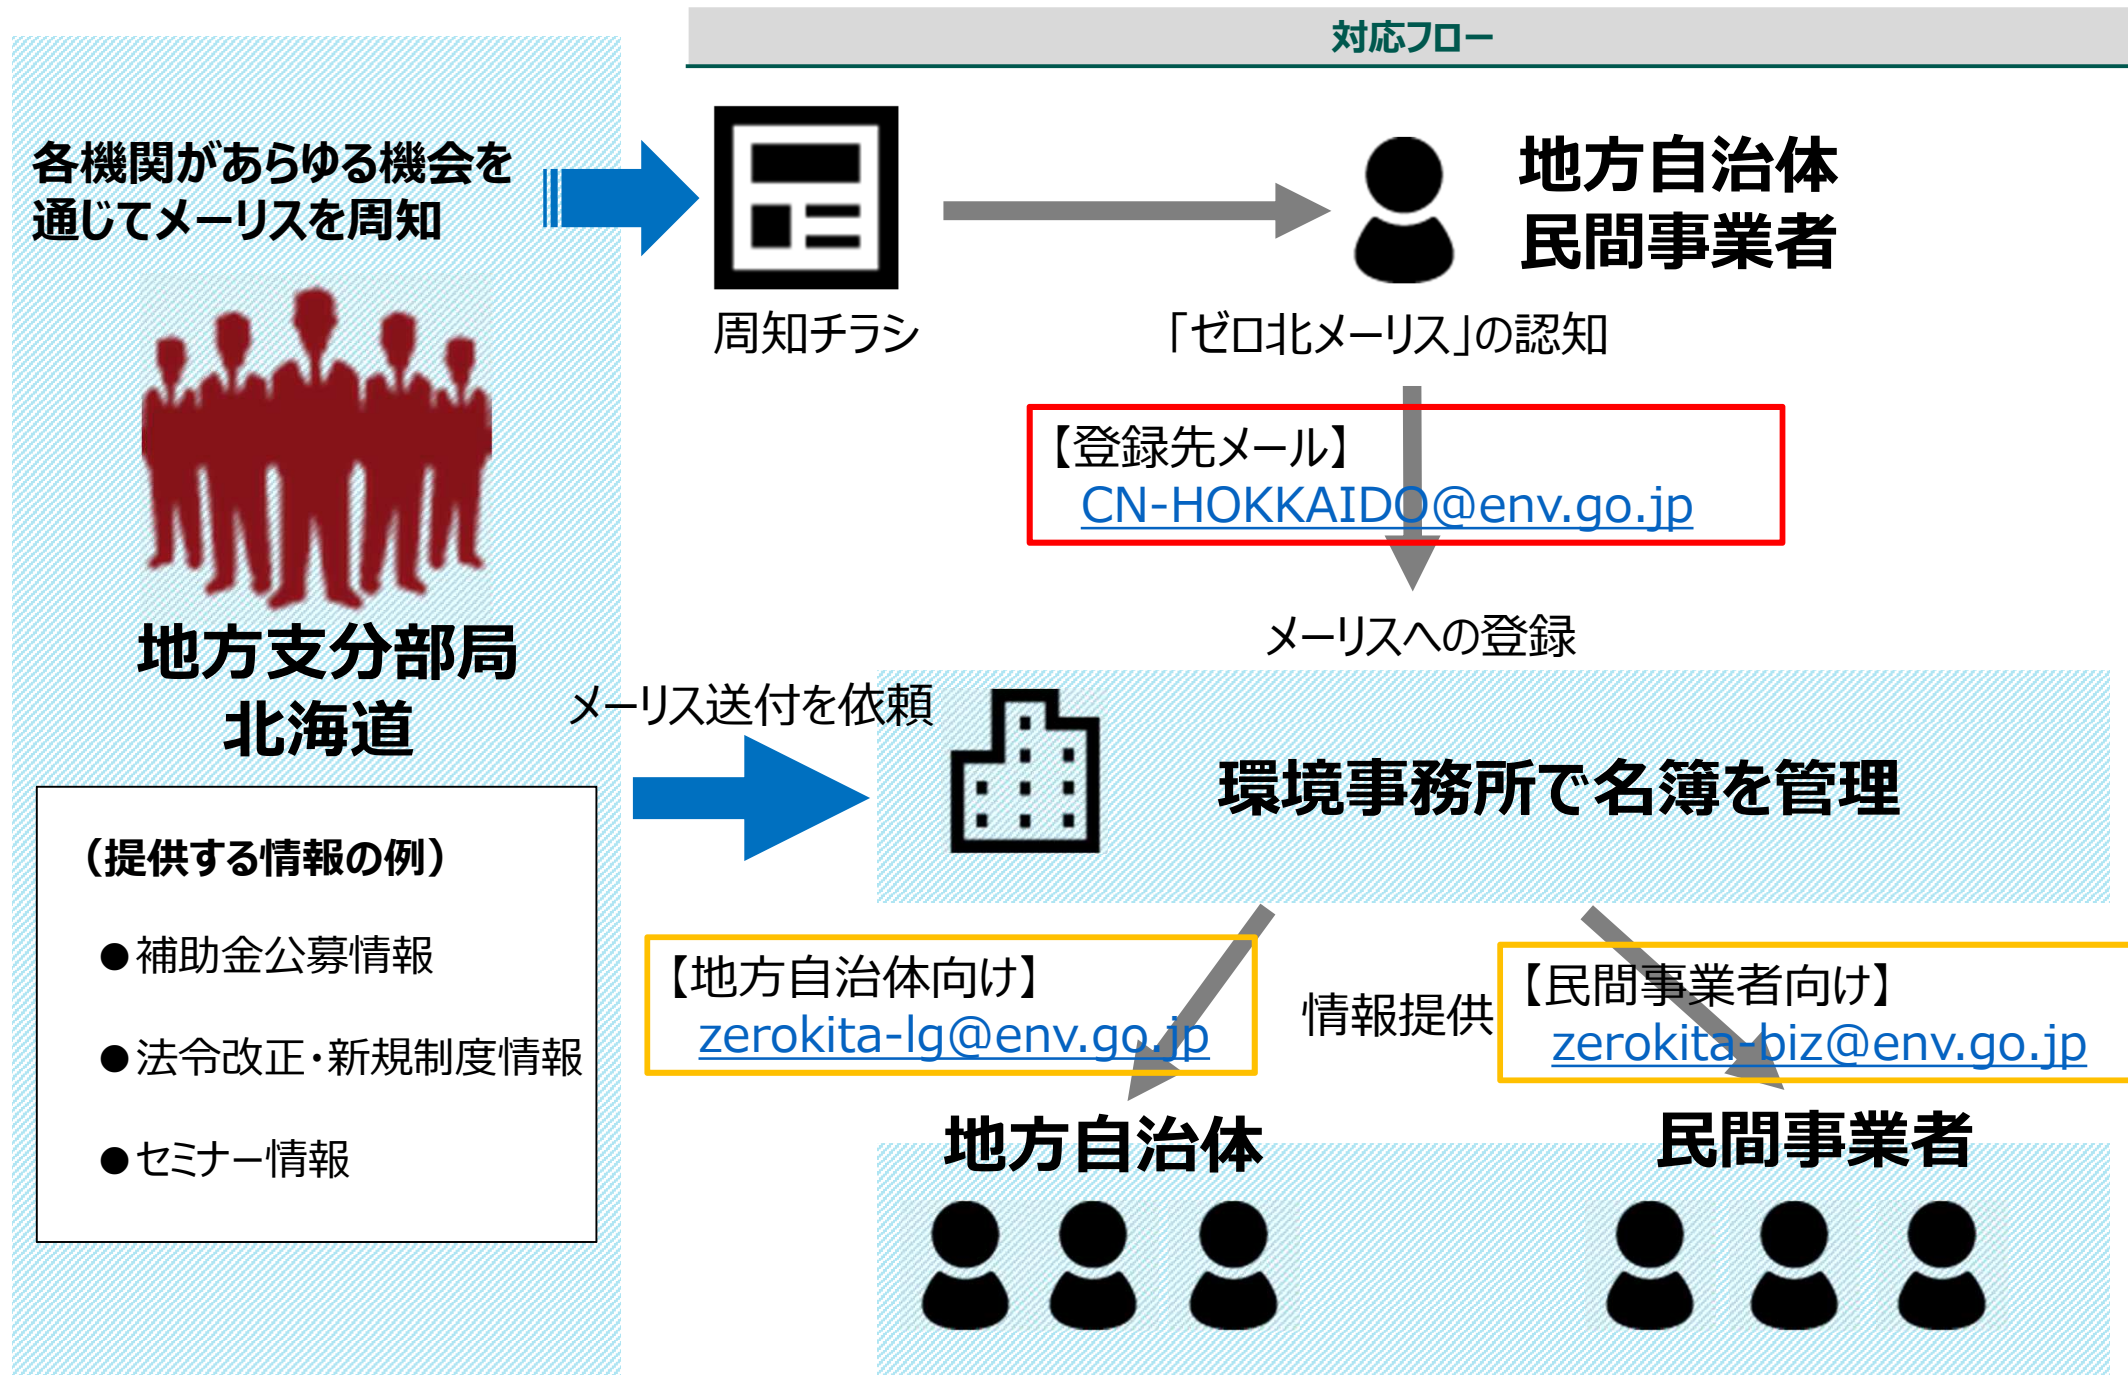 対応フロー
各機関があらゆる機会を
通じてメーリスを周知
地方支分部局
北海道
（提供する情報の例）
●補助金公募情報
●法令改正・新規制度情報
●セミナー情報
周知チラシ
地方自治体
民間事業者
「ゼロ北メーリス」の認知
【登録先メール】
CN-HOKKAIDO@env.go.jp
メーリスへの登録
メーリス送付を依頼
環境事務所で名簿を管理
【地方自治体向け】
zerokita-lg@env.go.jp
情報提供
【民間事業者向け】
zerokita-biz@env.go.jp
地方自治体
民間事業者